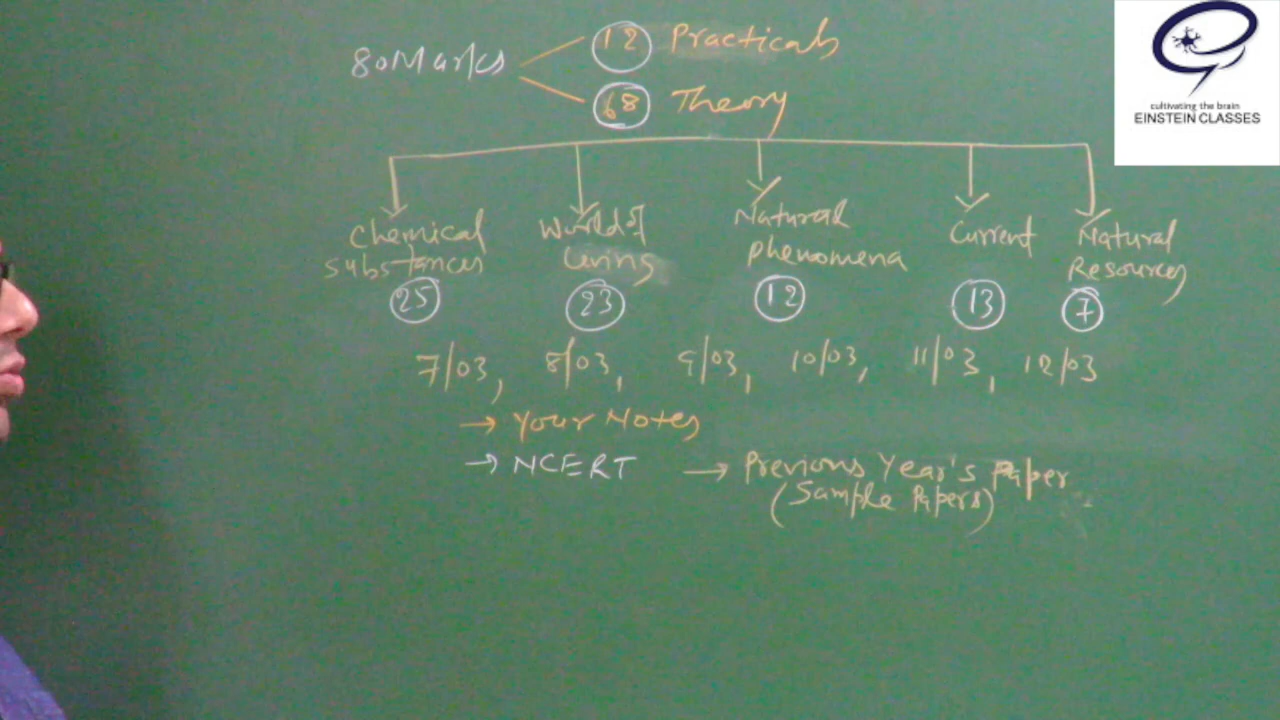 80 Marks
12 Practicals
68 Theory
cultivating the brain
EINSTEIN CLASSES
Chemical substances
25
World of Living
23
Natural phenomena
12
Current
13
Natural Resources
7
7/03, 8/03, 9/03, 10/03, 11/03, 12/03
→ Your Notes
→ NCERT
→ Previous Year's Paper
(Sample Papers)